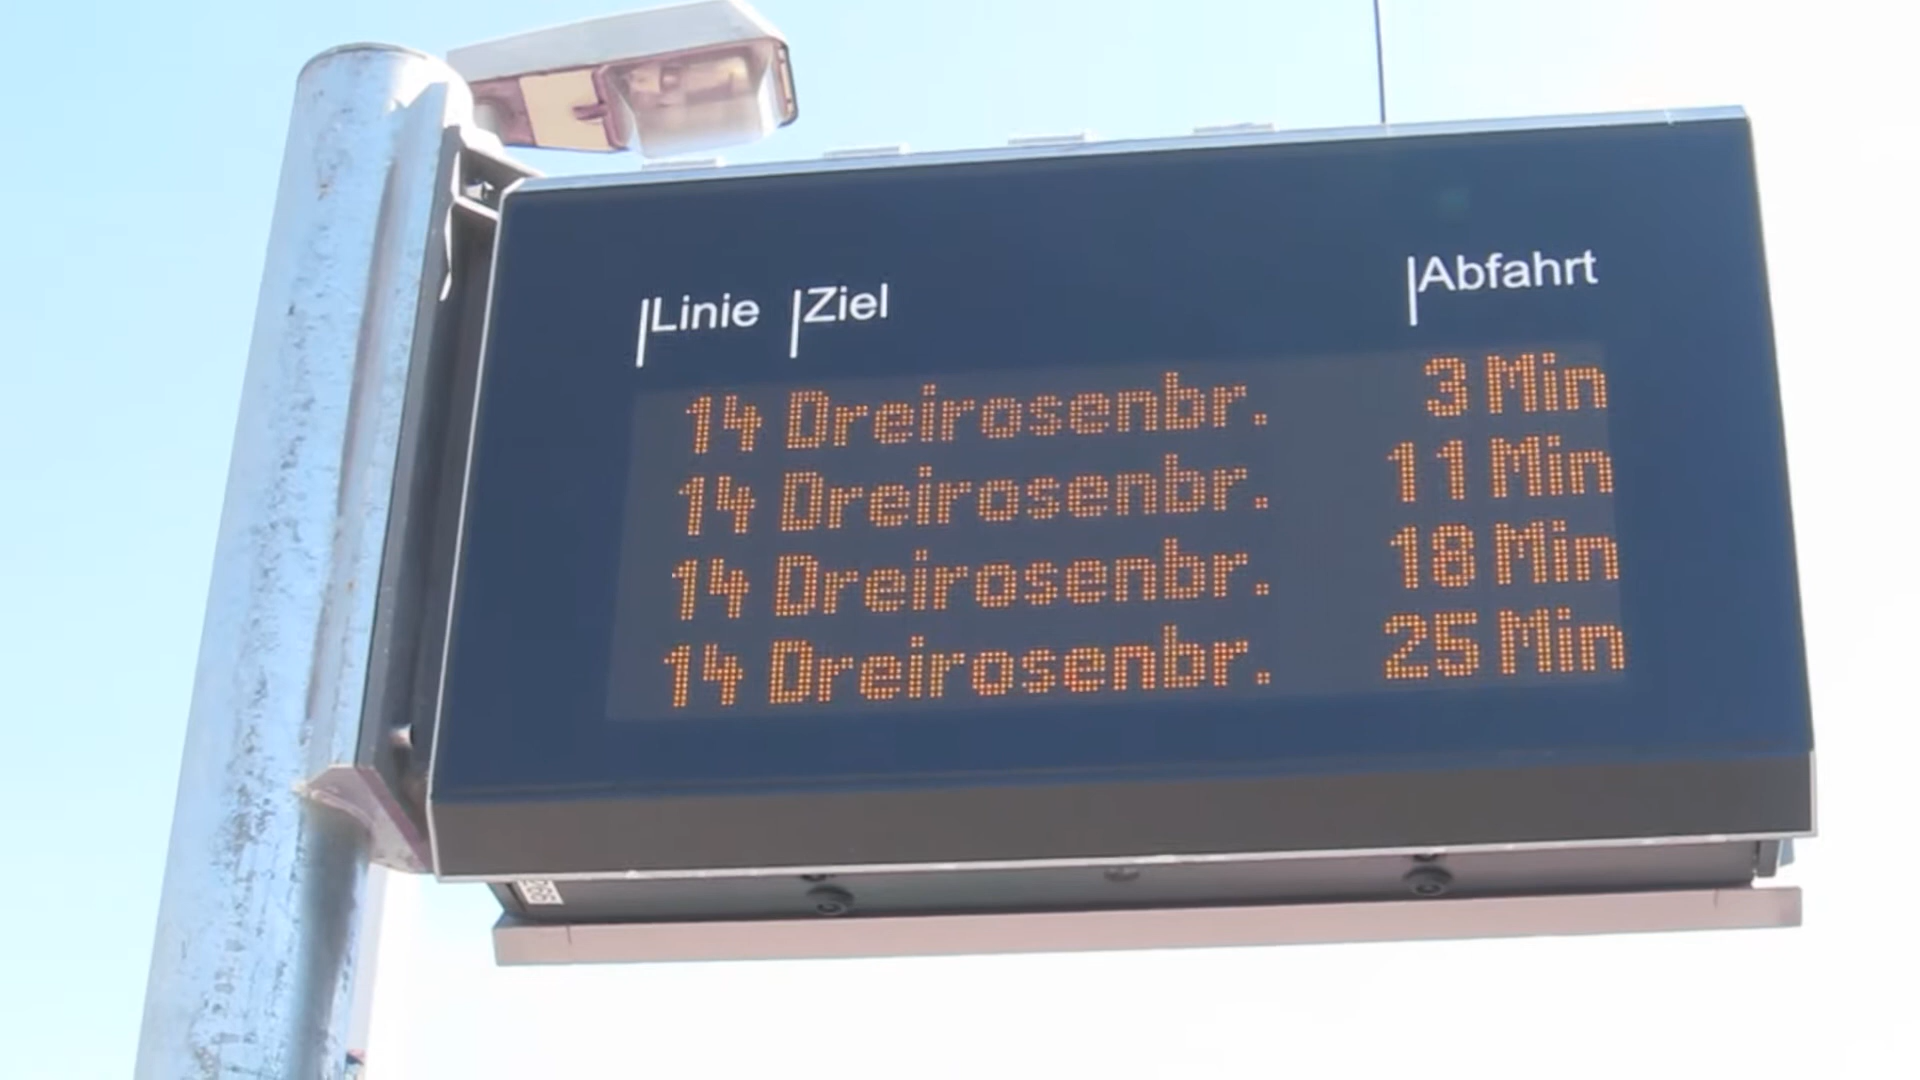 |Linie |Ziel |Abfahrt
14 Dreirosenbr. 3 Min
14 Dreirosenbr. 11 Min
14 Dreirosenbr. 18 Min
14 Dreirosenbr. 25 Min